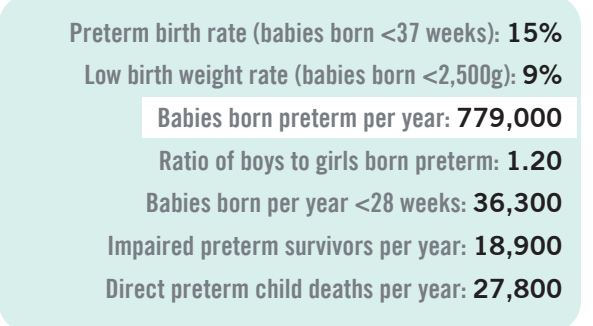 Preterm birth rate (babies born <37 weeks): 15%
Low birth weight rate (babies born <2,500g): 9%
Babies born preterm per year: 779,000
Ratio of boys to girls born preterm: 1.20
Babies born per year <28 weeks: 36,300
Impaired preterm survivors per year: 18,900
Direct preterm child deaths per year: 27,800